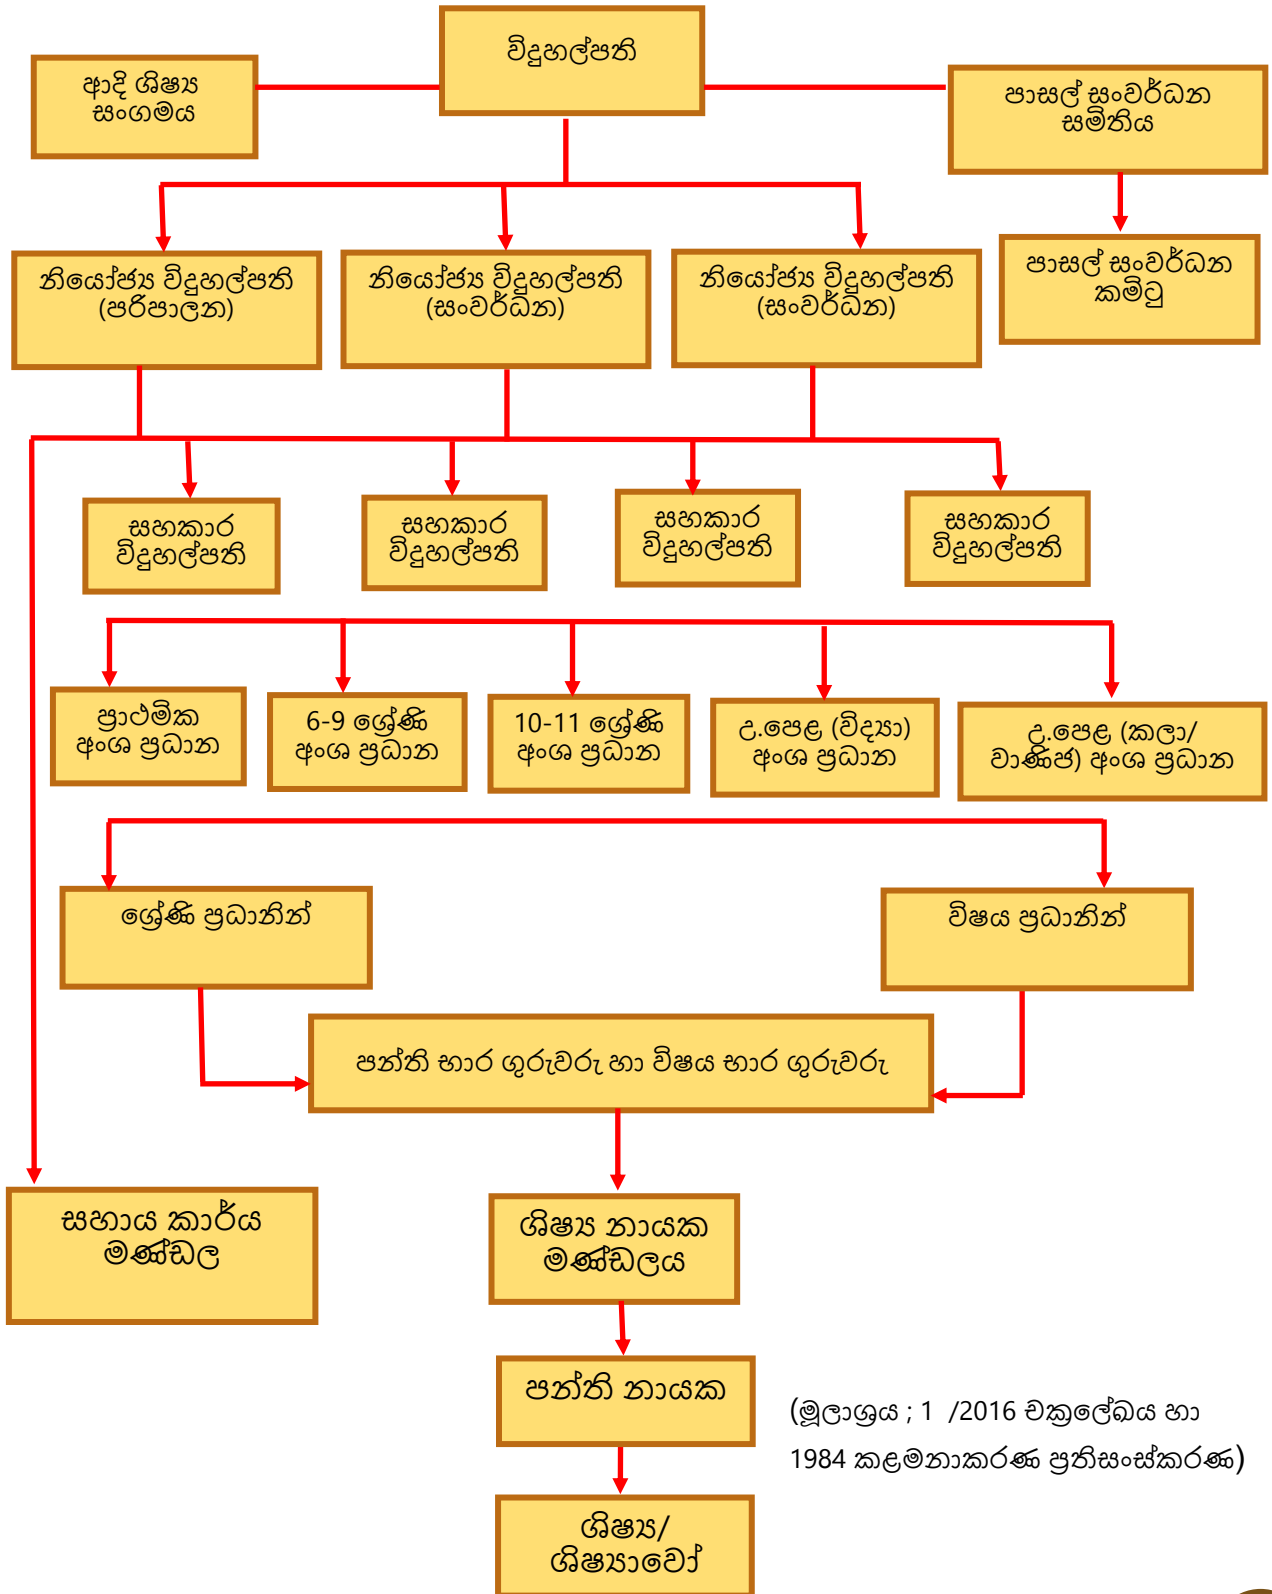 විදුහල්පති
ආදි ශිෂ්‍ය
සංගමය
පාසල් සංවර්ධන
සමිතිය
නියෝජ්‍ය විදුහල්පති
(පරිපාලන)
නියෝජ්‍ය විදුහල්පති
(සංවර්ධන)
නියෝජ්‍ය විදුහල්පති
(සංවර්ධන)
පාසල් සංවර්ධන
කමිටු
සහකාර
විදුහල්පති
සහකාර
විදුහල්පති
සහකාර
විදුහල්පති
සහකාර
විදුහල්පති
ප්‍රාථමික
අංශ ප්‍රධාන
6-9 ශ්‍රේණි
අංශ ප්‍රධාන
10-11 ශ්‍රේණි
අංශ ප්‍රධාන
උ.පෙළ (විද්‍යා)
අංශ ප්‍රධාන
උ.පෙළ (කලා/
වාණිජ) අංශ ප්‍රධාන
ශ්‍රේණි ප්‍රධානින්
විෂය ප්‍රධානින්
පන්ති භාර ගුරුවරු හා විෂය භාර ගුරුවරු
සහාය කාර්ය
මණ්ඩල
ශිෂ්‍ය නායක
මණ්ඩලය
පන්ති නායක
(මූලාශ්‍රය ; 1 /2016 චක්‍රලේඛය හා
1984 කළමනාකරණ ප්‍රතිසංස්කරණ)
ශිෂ්‍ය/
ශිෂ්‍යාවෝ